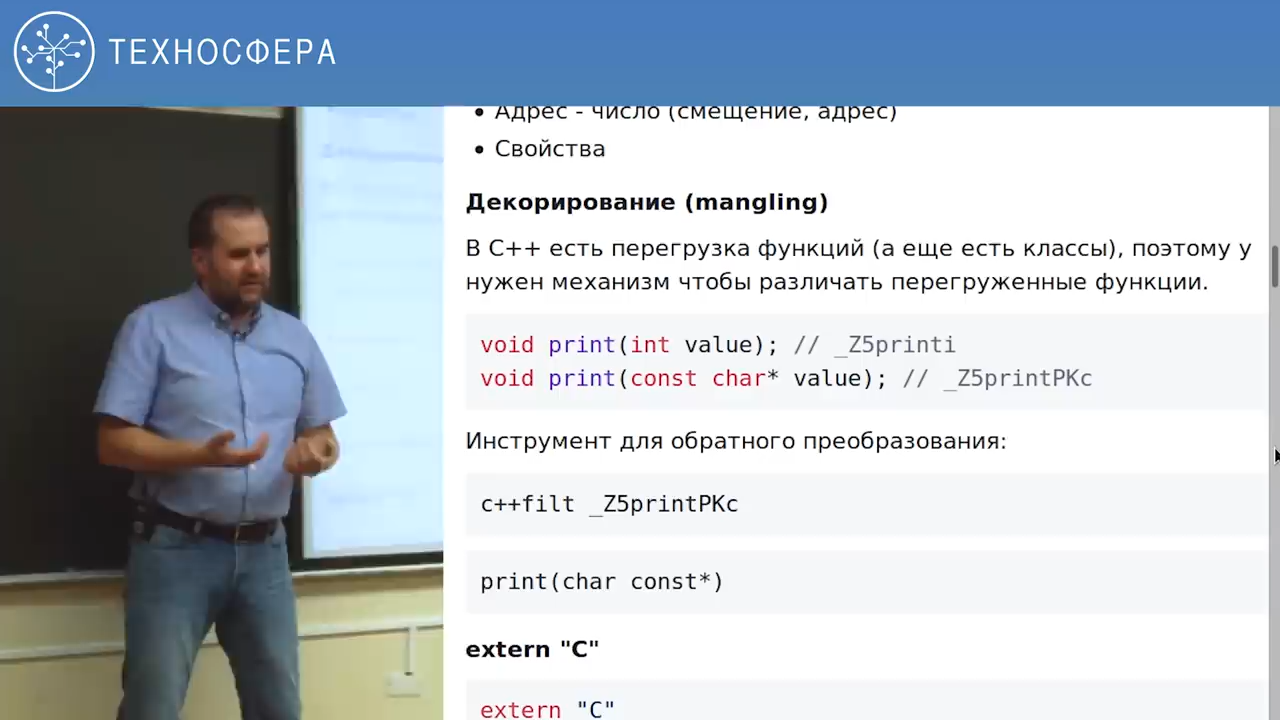 ТЕХНОСФЕРА
Адрес - число (смещение, адрес)
Свойства
Декорирование (mangling)
В C++ есть перегрузка функций (а еще есть классы), поэтому у
нужен механизм чтобы различать перегруженные функции.
void print(int value); // _Z5printi
void print(const char* value); // _Z5printPKc
Инструмент для обратного преобразования:
c++filt _Z5printPKc
print(char const*)
extern "C"
extern "C"